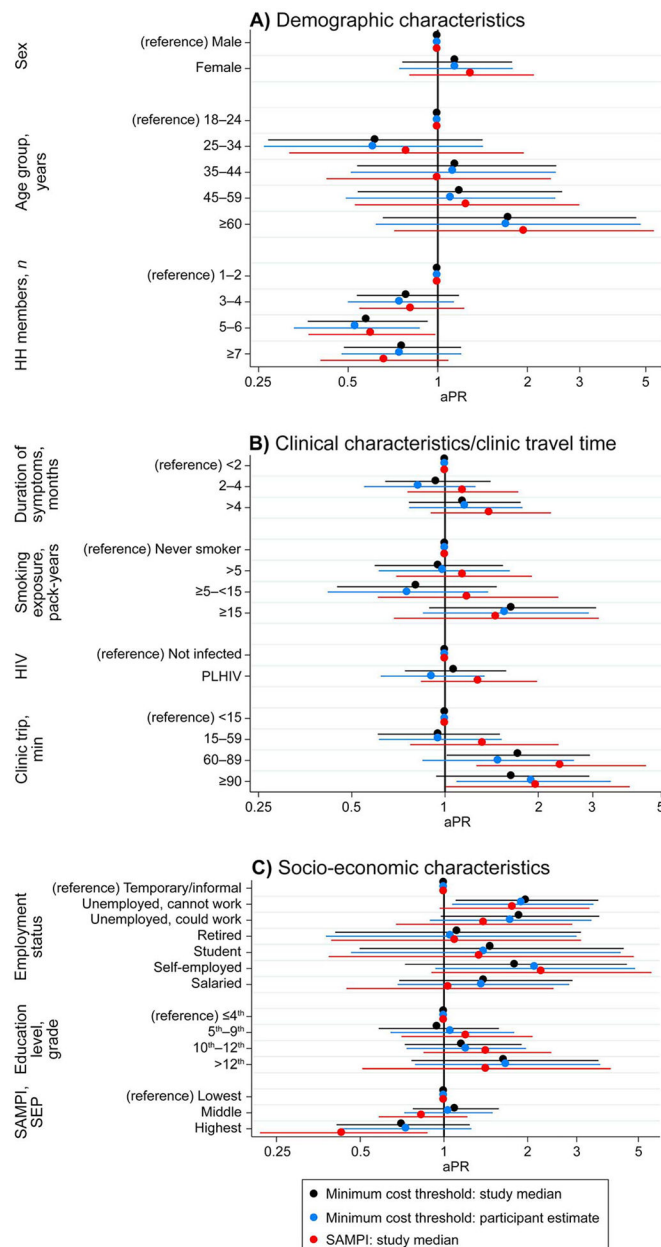 A) Demographic characteristics
Sex
(reference) Male
Female
Age group,
years
(reference) 18–24
25–34
35–44
45–59
≥60
HH members, n
(reference) 1–2
3–4
5–6
≥7
0.25 0.5 1 2 3 5
aPR
B) Clinical characteristics/clinic travel time
Duration of
symptoms,
months
(reference) <2
2–4
>4
Smoking
exposure,
pack-years
(reference) Never smoker
>5
≥5–<15
≥15
HIV
(reference) Not infected
PLHIV
Clinic trip,
min
(reference) <15
15–59
60–89
≥90
0.25 0.5 1 2 3 5
aPR
C) Socio-economic characteristics
Employment
status
(reference) Temporary/informal
Unemployed, cannot work
Unemployed, could work
Retired
Student
Self-employed
Salaried
Education
level, grade
(reference) ≤4th
5th–9th
10th–12th
>12th
SAMPI,
SEP
(reference) Lowest
Middle
Highest
0.25 0.5 1 2 3 5
aPR
Minimum cost threshold: study median
Minimum cost threshold: participant estimate
SAMPI: study median